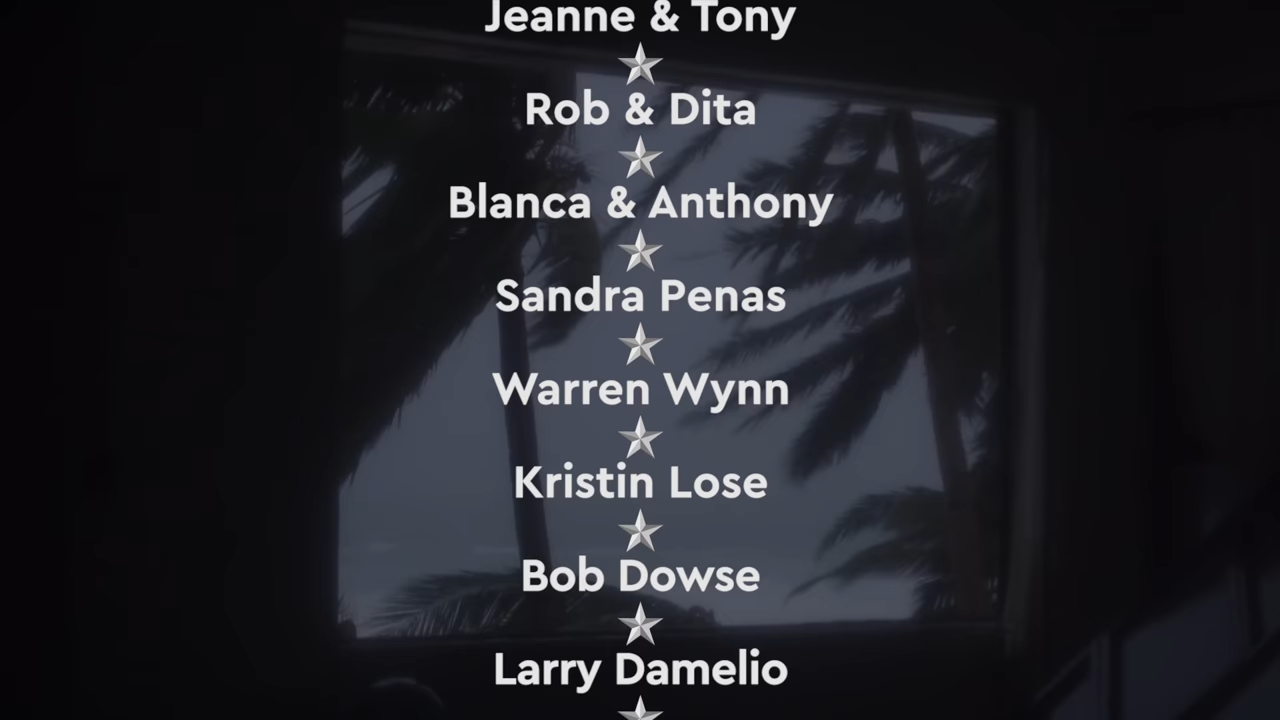 Jeanne & Tony
Rob & Dita
Blanca & Anthony
Sandra Penas
Warren Wynn
Kristin Lose
Bob Dowse
Larry Damelio